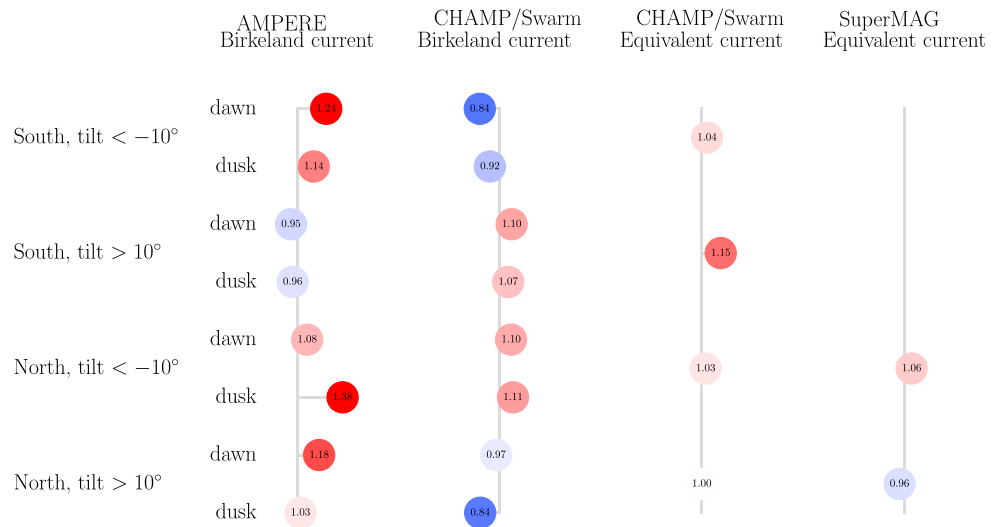 AMPERE CHAMP/Swarm CHAMP/Swarm SuperMAG
Birkeland current Birkeland current Equivalent current Equivalent current
dawn 1.24 0.84
South, tilt < −10° 1.04
dusk 1.14 0.92
dawn 0.95 1.10
South, tilt > 10° 1.15
dusk 0.96 1.07
dawn 1.08 1.10
North, tilt < −10° 1.03 1.06
dusk 1.38 1.11
dawn 1.18 0.97
North, tilt > 10° 1.00 0.96
dusk 1.03 0.84